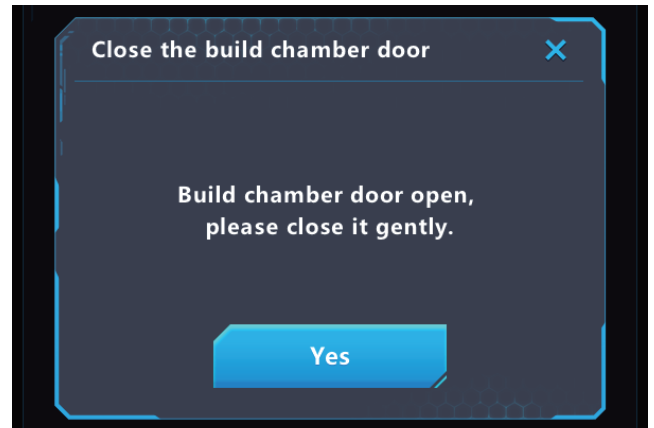 Close the build chamber door
Build chamber door open,
please close it gently.
Yes